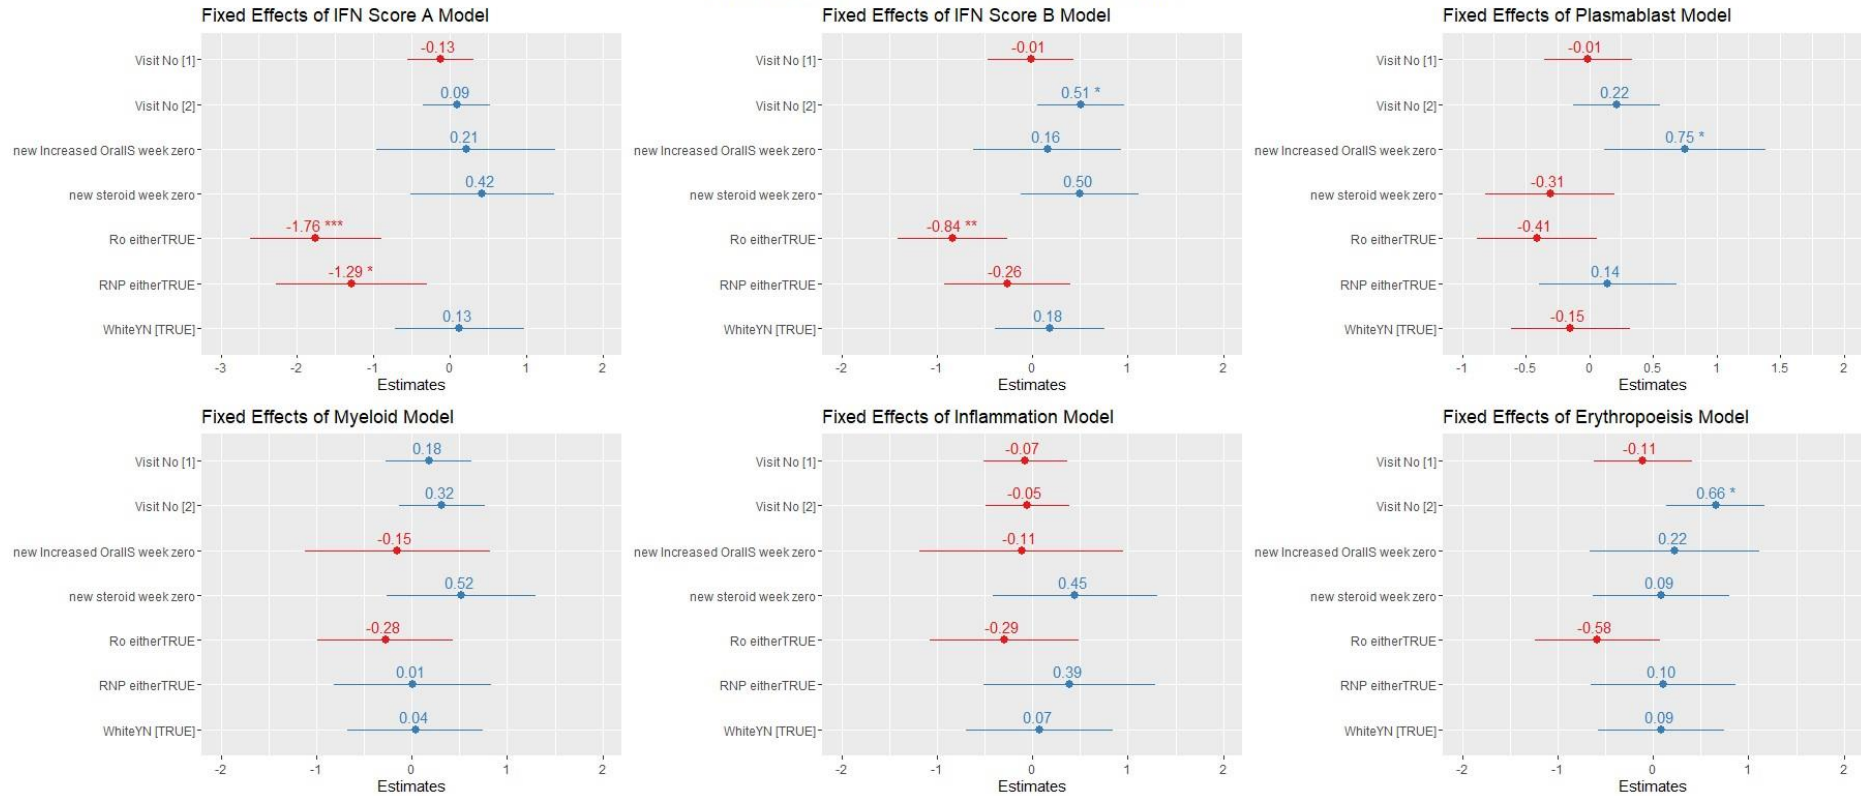 Fixed Effects of IFN Score A Model
Visit No [1]
-0.13
Visit No [2]
0.09
new Increased OralIS week zero
0.21
new steroid week zero
0.42
Ro eitherTRUE
-1.76 ***
RNP eitherTRUE
-1.29 *
WhiteYN [TRUE]
0.13
-3 -2 -1 0 1 2
Estimates
Fixed Effects of IFN Score B Model
Visit No [1]
-0.01
Visit No [2]
0.51 *
new Increased OralIS week zero
0.16
new steroid week zero
0.50
Ro eitherTRUE
-0.84 **
RNP eitherTRUE
-0.26
WhiteYN [TRUE]
0.18
-2 -1 0 1 2
Estimates
Fixed Effects of Plasmablast Model
Visit No [1]
-0.01
Visit No [2]
0.22
new Increased OralIS week zero
0.75 *
new steroid week zero
-0.31
Ro eitherTRUE
-0.41
RNP eitherTRUE
0.14
WhiteYN [TRUE]
-0.15
-1 -0.5 0 0.5 1 1.5 2
Estimates
Fixed Effects of Myeloid Model
Visit No [1]
0.18
Visit No [2]
0.32
new Increased OralIS week zero
-0.15
new steroid week zero
0.52
Ro eitherTRUE
-0.28
RNP eitherTRUE
0.01
WhiteYN [TRUE]
0.04
-2 -1 0 1 2
Estimates
Fixed Effects of Inflammation Model
Visit No [1]
-0.07
Visit No [2]
-0.05
new Increased OralIS week zero
-0.11
new steroid week zero
0.45
Ro eitherTRUE
-0.29
RNP eitherTRUE
0.39
WhiteYN [TRUE]
0.07
-2 -1 0 1 2
Estimates
Fixed Effects of Erythropoeisis Model
Visit No [1]
-0.11
Visit No [2]
0.66 *
new Increased OralIS week zero
0.22
new steroid week zero
0.09
Ro eitherTRUE
-0.58
RNP eitherTRUE
0.10
WhiteYN [TRUE]
0.09
-2 -1 0 1 2
Estimates